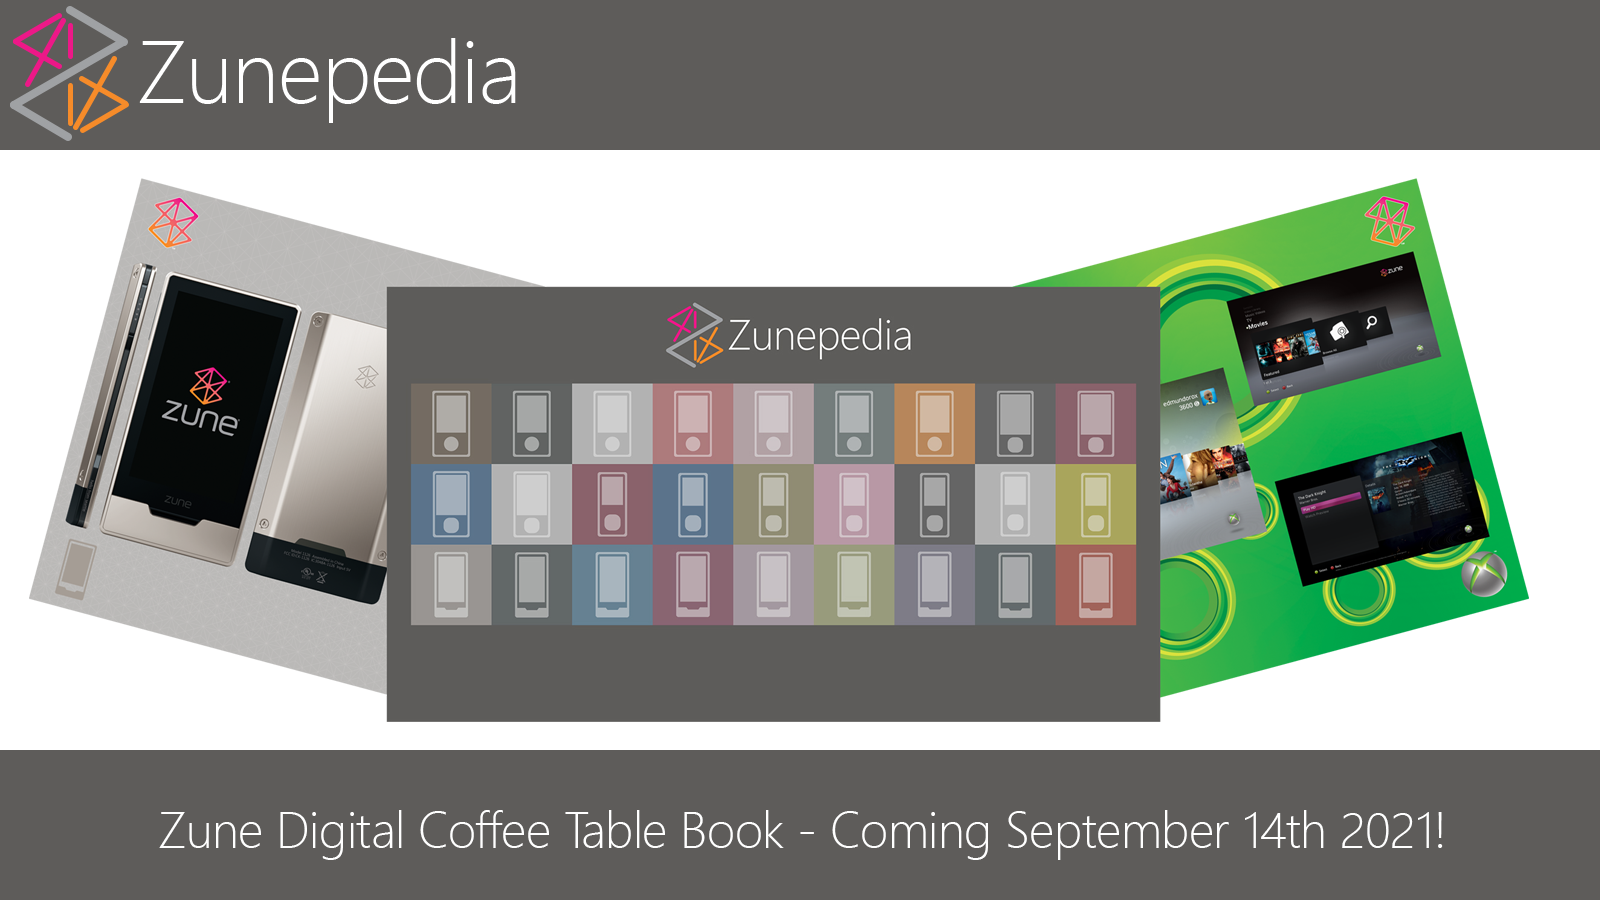 Zunepedia
zune
zune
Zunepedia
zune
TV
•Movies
Featured
edmundorox
3600
The Dark Knight
Zune Digital Coffee Table Book - Coming September 14th 2021!